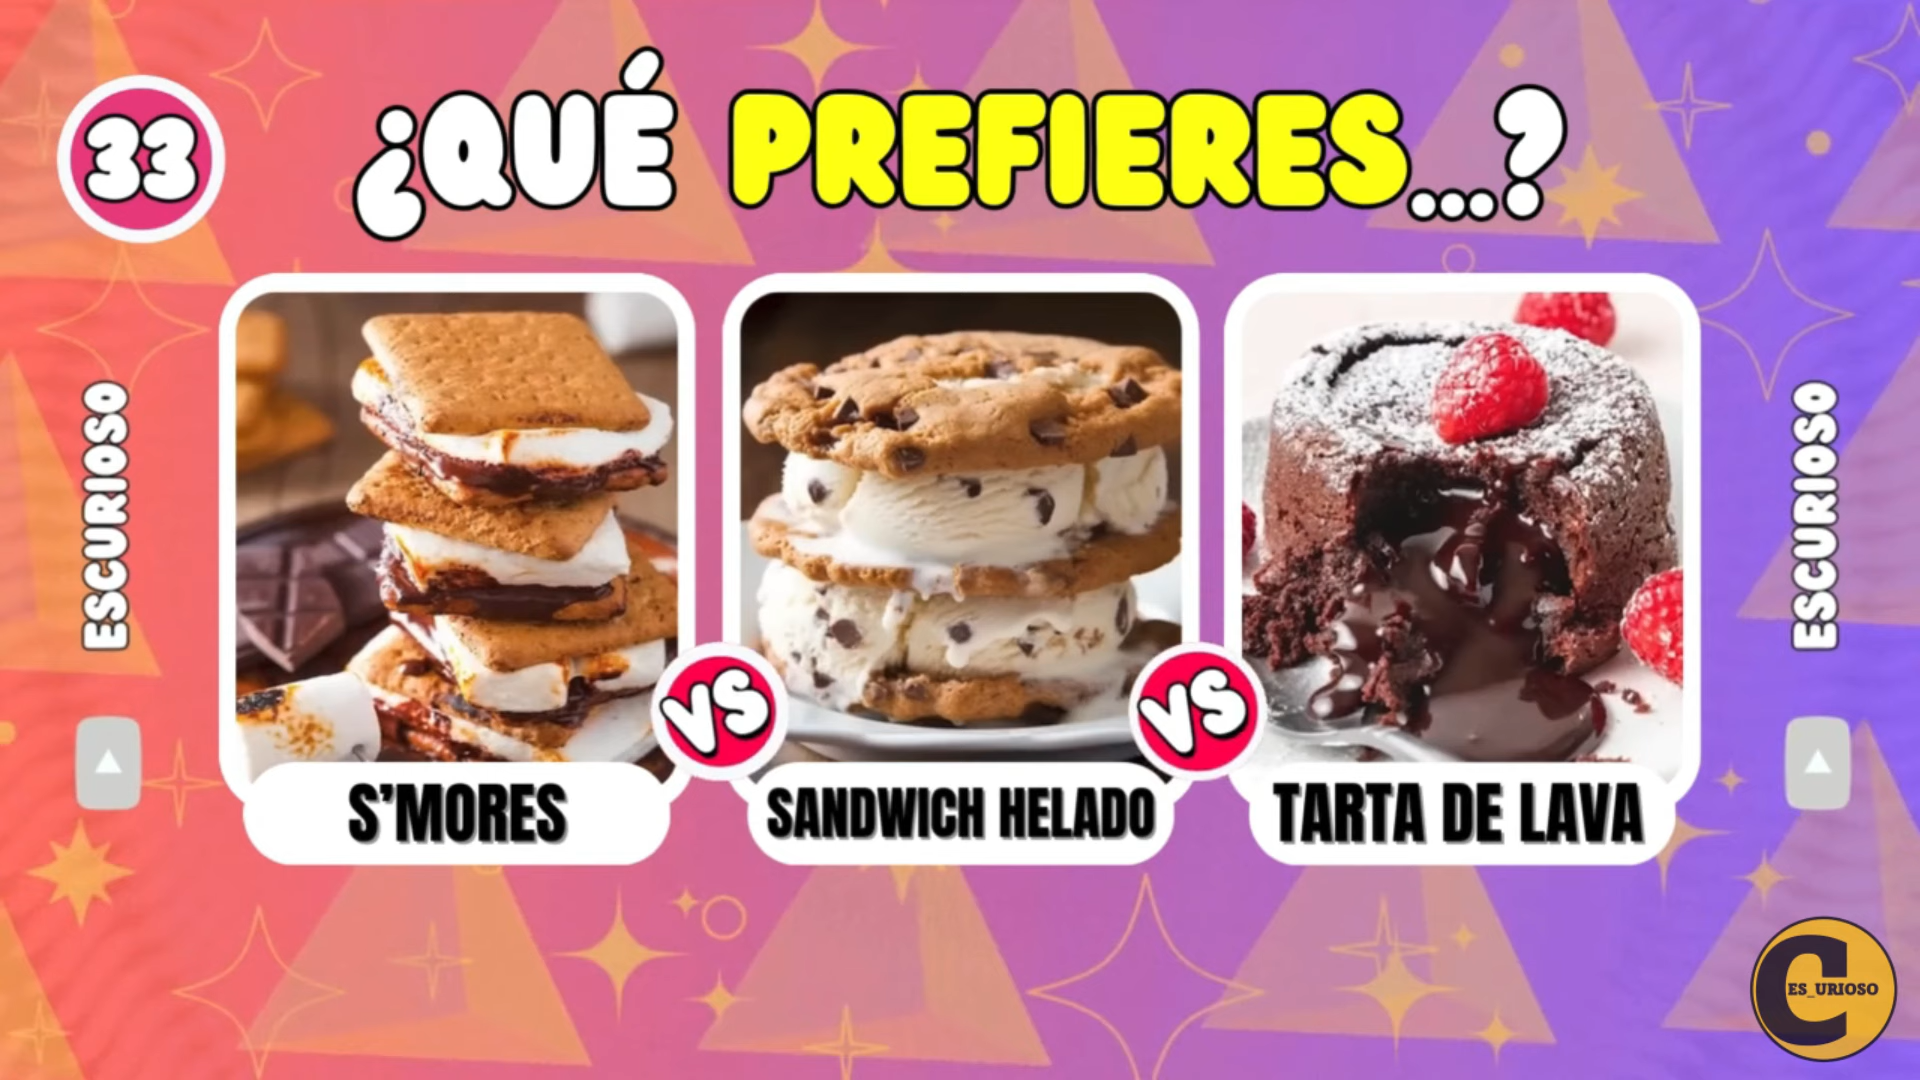 33
¿QUÉ PREFIERES...?
ESCURIOSO
ESCURIOSO
VS
VS
S’MORES
SANDWICH HELADO
TARTA DE LAVA
C
ES_URIOSO